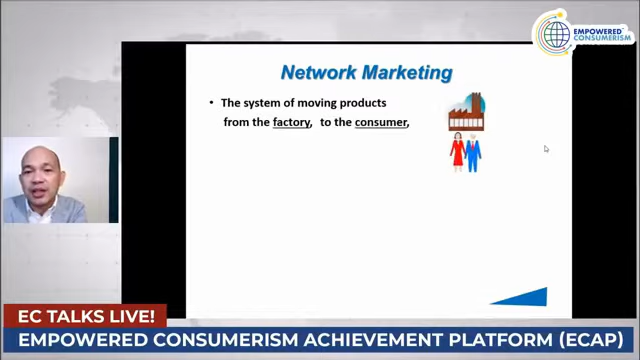 EMPOWERED
CONSUMERISM
Network Marketing
• The system of moving products
from the factory, to the consumer,
EC TALKS LIVE!
EMPOWERED CONSUMERISM ACHIEVEMENT PLATFORM (ECAP)